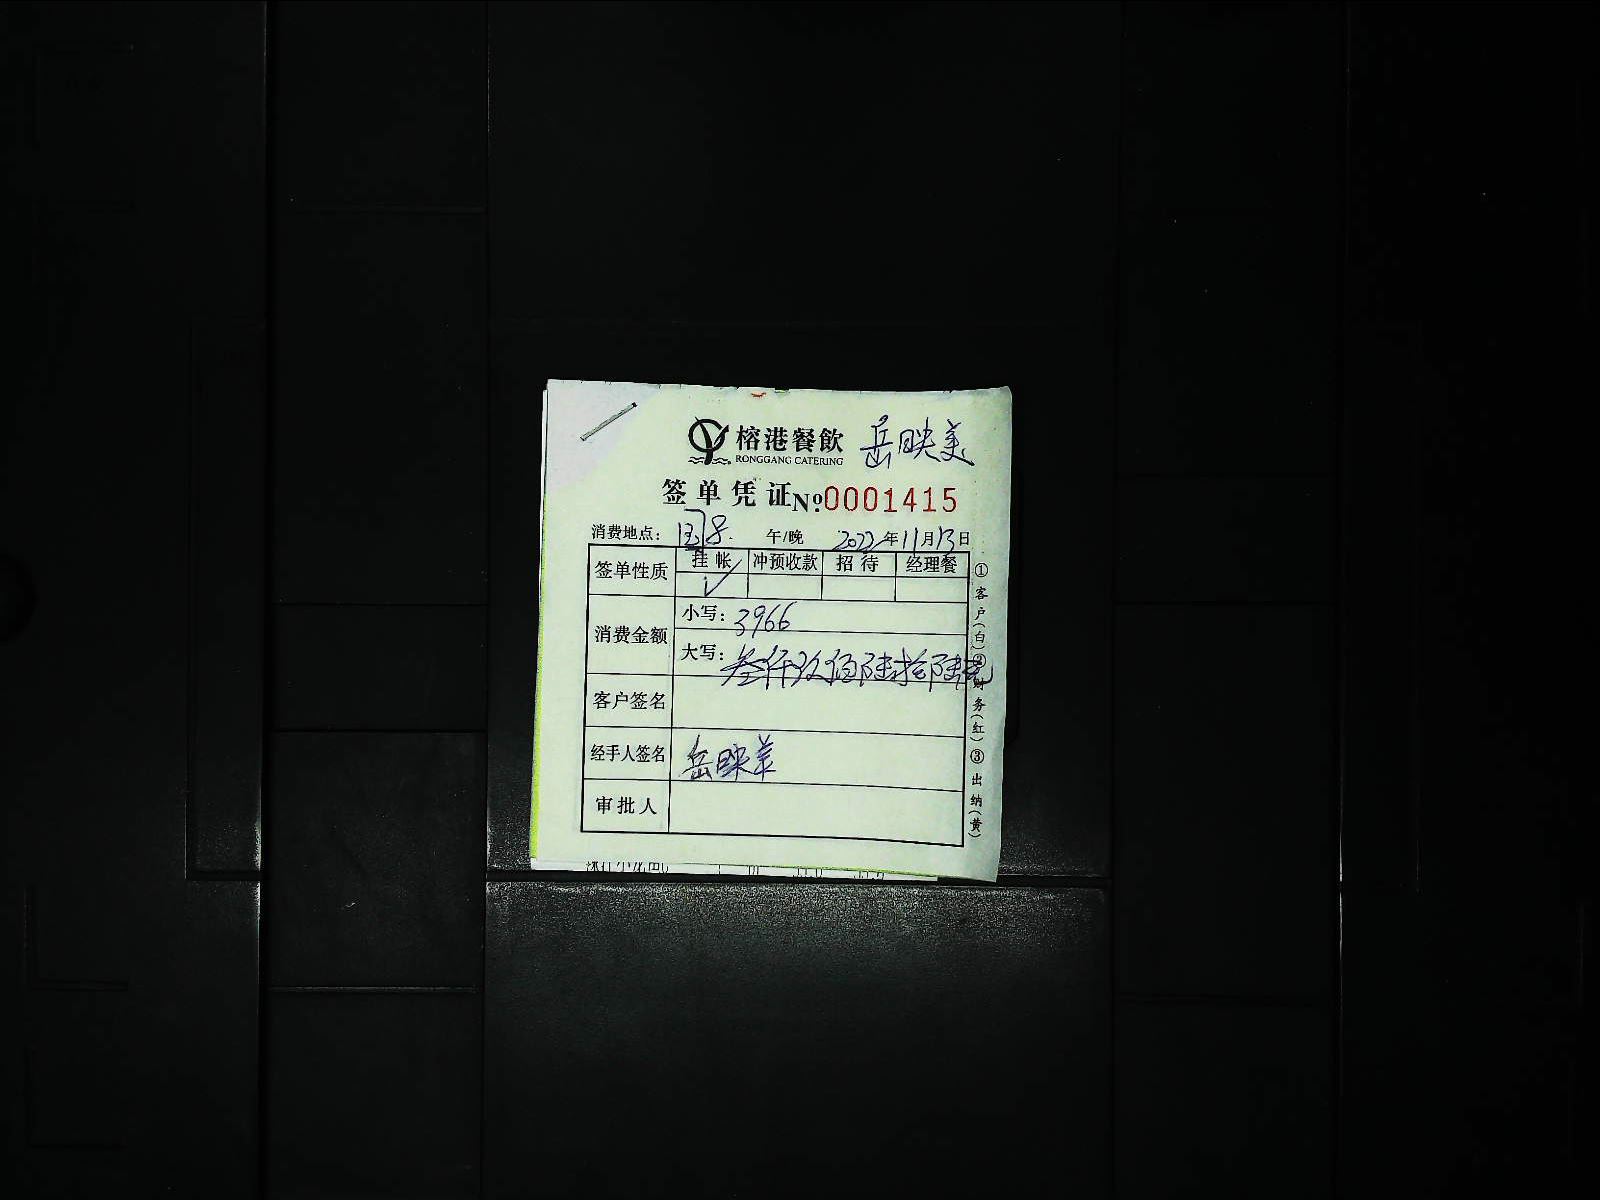 榕港餐飲 岳映美
RONGGANG CATERING
签单凭证 №0001415
消费地点： 午/晚 2022年11月13日
签单性质 挂帐 冲预收款 招待 经理餐
✓
消费金额 小写：3966
大写：叁仟玖佰陆拾陆元
客户签名
经手人签名 岳映美
审批人
①客户(白)②财务(红)③出纳(黄)